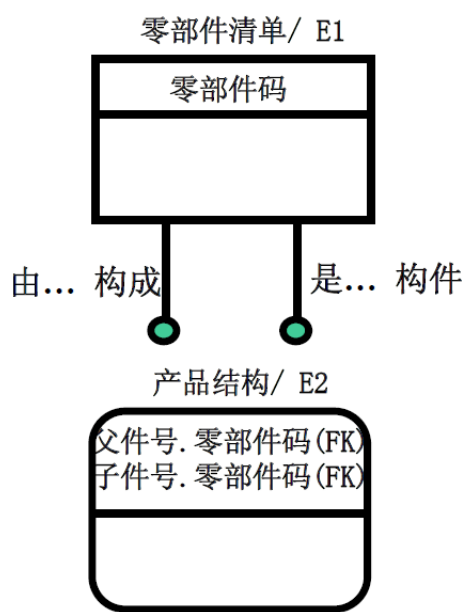 零部件清单/ E1
零部件码
由... 构成
是... 构件
产品结构/ E2
父件号.零部件码(FK)
子件号.零部件码(FK)